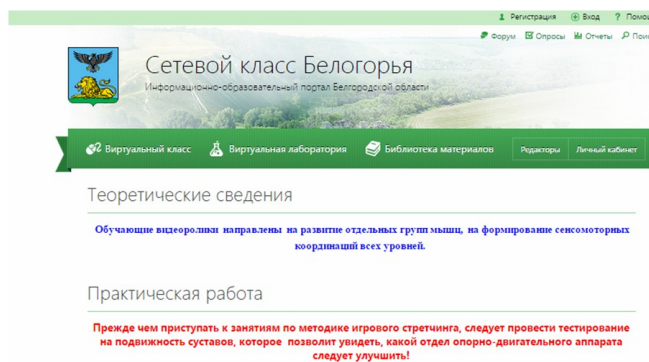 Регистрация Вход ? Помощ
Форум Опросы Отчеты Пои
Сетевой класс Белогорья
Информационно-образовательный портал Белгородской области
Виртуальный класс Виртуальная лаборатория Библиотека материалов Редакторы Личный кабинет
Теоретические сведения
Обучающие видеоролики направлены на развитие отдельных групп мышц, на формирование сенсомоторных
координаций всех уровней.
Практическая работа
Прежде чем приступать к занятиям по методике игрового стретчинга, следует провести тестирование
на подвижность суставов, которое позволит увидеть, какой отдел опорно-двигательного аппарата
следует улучшить!